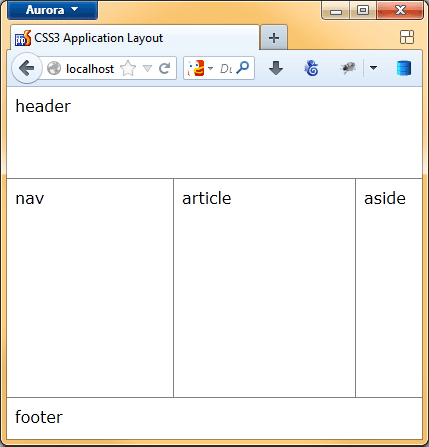 Aurora
CSS3 Application Layout
localhost
header
nav
article
aside
footer